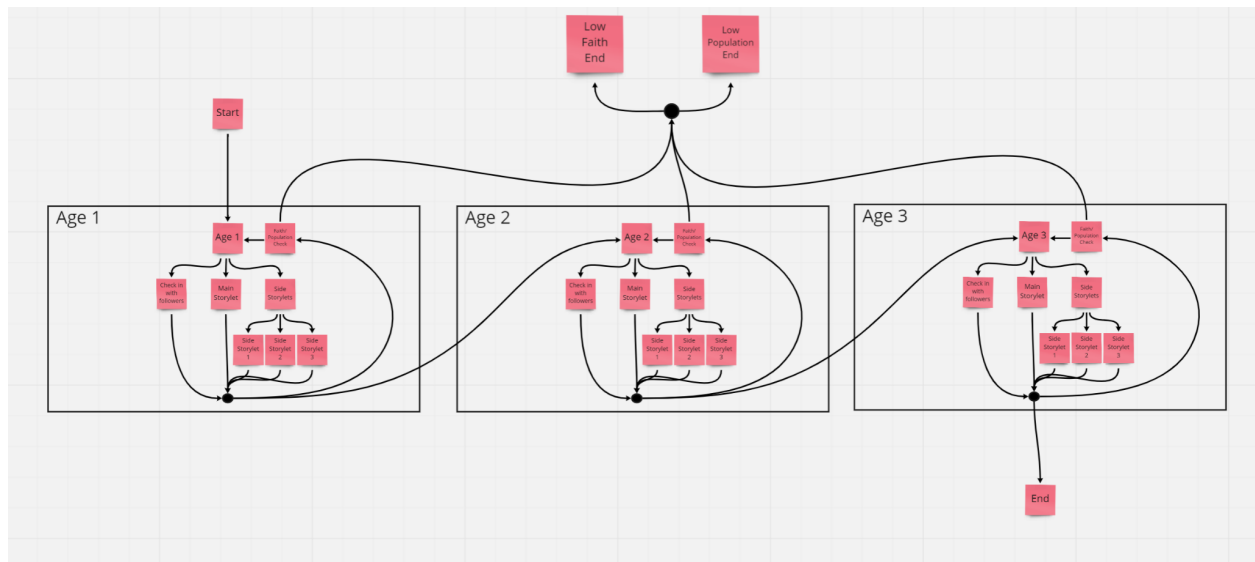 Low
Faith
End
Low
Population
End
Start
Age 1
Age 1
Faith/
Population
Check
Check in
with
followers
Main
Storylet
Side
Storylets
Side
Storylet
1
Side
Storylet
2
Side
Storylet
3
Age 2
Age 2
Faith/
Population
Check
Check in
with
followers
Main
Storylet
Side
Storylets
Side
Storylet
1
Side
Storylet
2
Side
Storylet
3
Age 3
Age 3
Faith/
Population
Check
Check in
with
followers
Main
Storylet
Side
Storylets
Side
Storylet
1
Side
Storylet
2
Side
Storylet
3
End